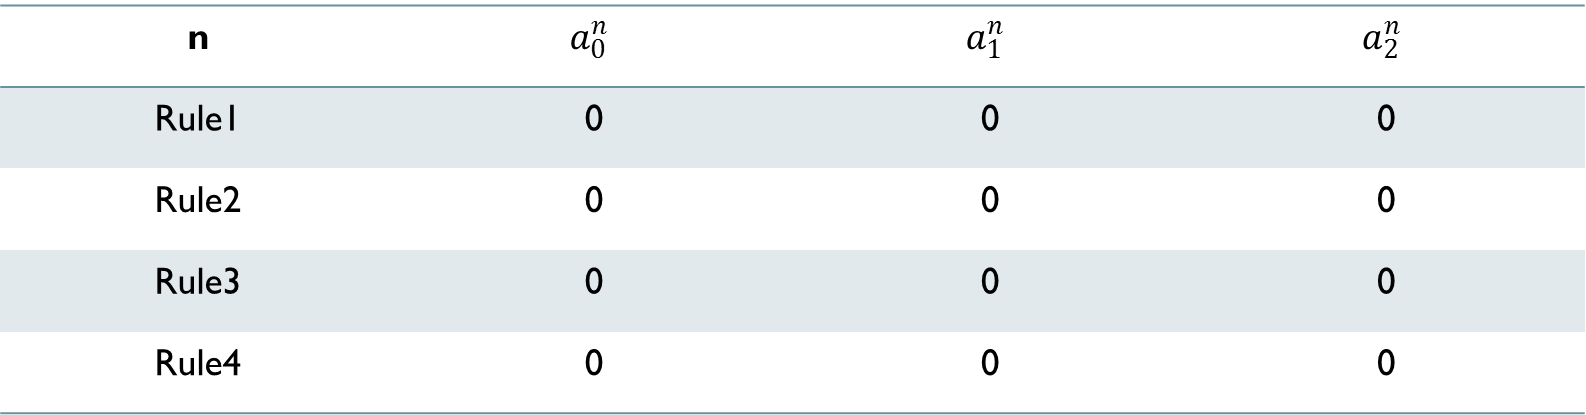 n $a_0^n$ $a_1^n$ $a_2^n$
Rule1 0 0 0
Rule2 0 0 0
Rule3 0 0 0
Rule4 0 0 0